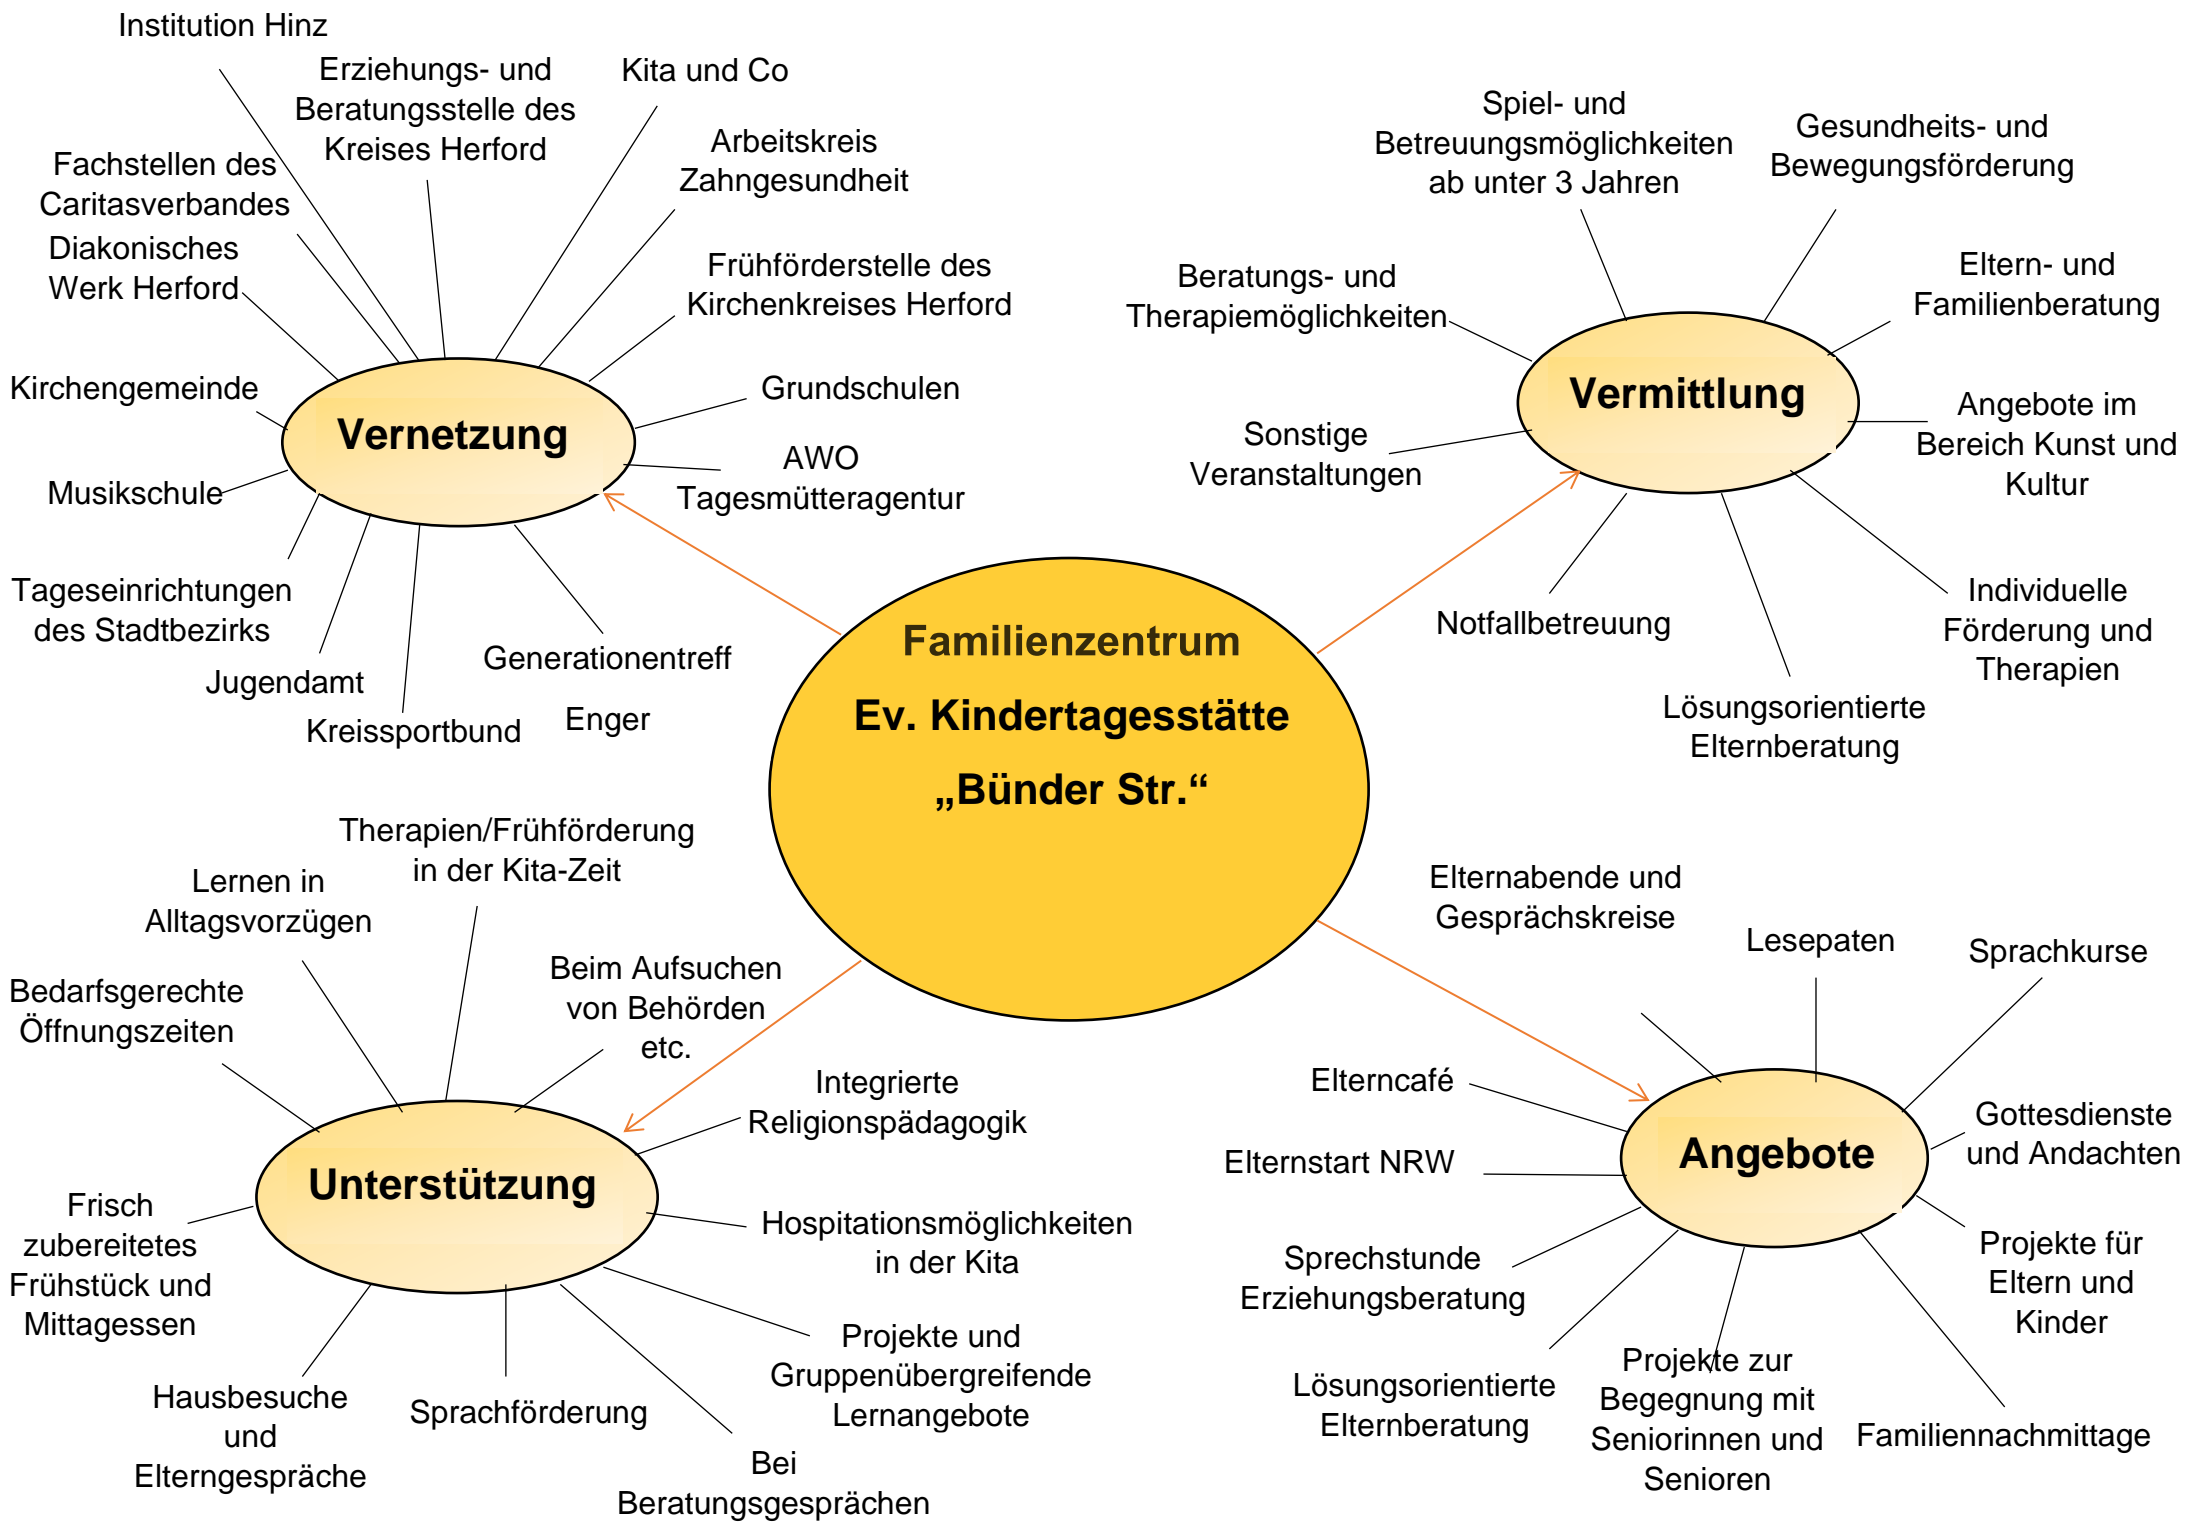 Institution Hinz
Erziehungs- und
Beratungsstelle des
Kreises Herford
Kita und Co
Arbeitskreis
Zahngesundheit
Fachstellen des
Caritasverbandes
Diakonisches
Werk Herford
Frühförderstelle des
Kirchenkreises Herford
Kirchengemeinde
Grundschulen
Vernetzung
AWO
Tagesmütteragentur
Musikschule
Tageseinrichtungen
des Stadtbezirks
Jugendamt
Kreissportbund
Generationentreff
Enger
Spiel- und
Betreuungsmöglichkeiten
ab unter 3 Jahren
Gesundheits- und
Bewegungsförderung
Beratungs- und
Therapiemöglichkeiten
Eltern- und
Familienberatung
Vermittlung
Sonstige
Veranstaltungen
Angebote im
Bereich Kunst und
Kultur
Notfallbetreuung
Individuelle
Förderung und
Therapien
Lösungsorientierte
Elternberatung
Familienzentrum
Ev. Kindertagesstätte
„Bünder Str.“
Therapien/Frühförderung
in der Kita-Zeit
Lernen in
Alltagsvorzügen
Bedarfsgerechte
Öffnungszeiten
Beim Aufsuchen
von Behörden
etc.
Integrierte
Religionspädagogik
Unterstützung
Frisch
zubereitetes
Frühstück und
Mittagessen
Hospitationsmöglichkeiten
in der Kita
Projekte und
Gruppenübergreifende
Lernangebote
Hausbesuche
und
Elterngespräche
Sprachförderung
Bei
Beratungsgesprächen
Elternabende und
Gesprächskreise
Lesepaten
Sprachkurse
Elterncafé
Gottesdienste
und Andachten
Angebote
Elternstart NRW
Sprechstunde
Erziehungsberatung
Projekte für
Eltern und
Kinder
Lösungsorientierte
Elternberatung
Projekte zur
Begegnung mit
Seniorinnen und
Senioren
Familiennachmittage